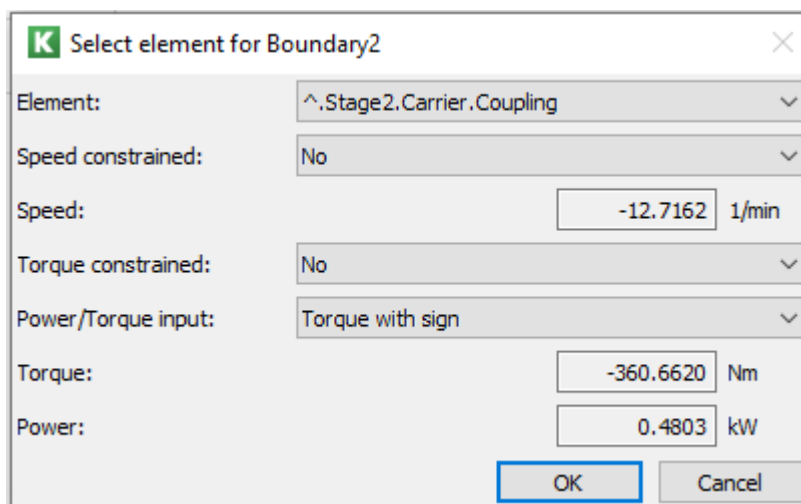 K Select element for Boundary2
Element: ^.Stage2.Carrier.Coupling
Speed constrained: No
Speed: -12.7162 1/min
Torque constrained: No
Power/Torque input: Torque with sign
Torque: -360.6620 Nm
Power: 0.4803 kW
OK Cancel